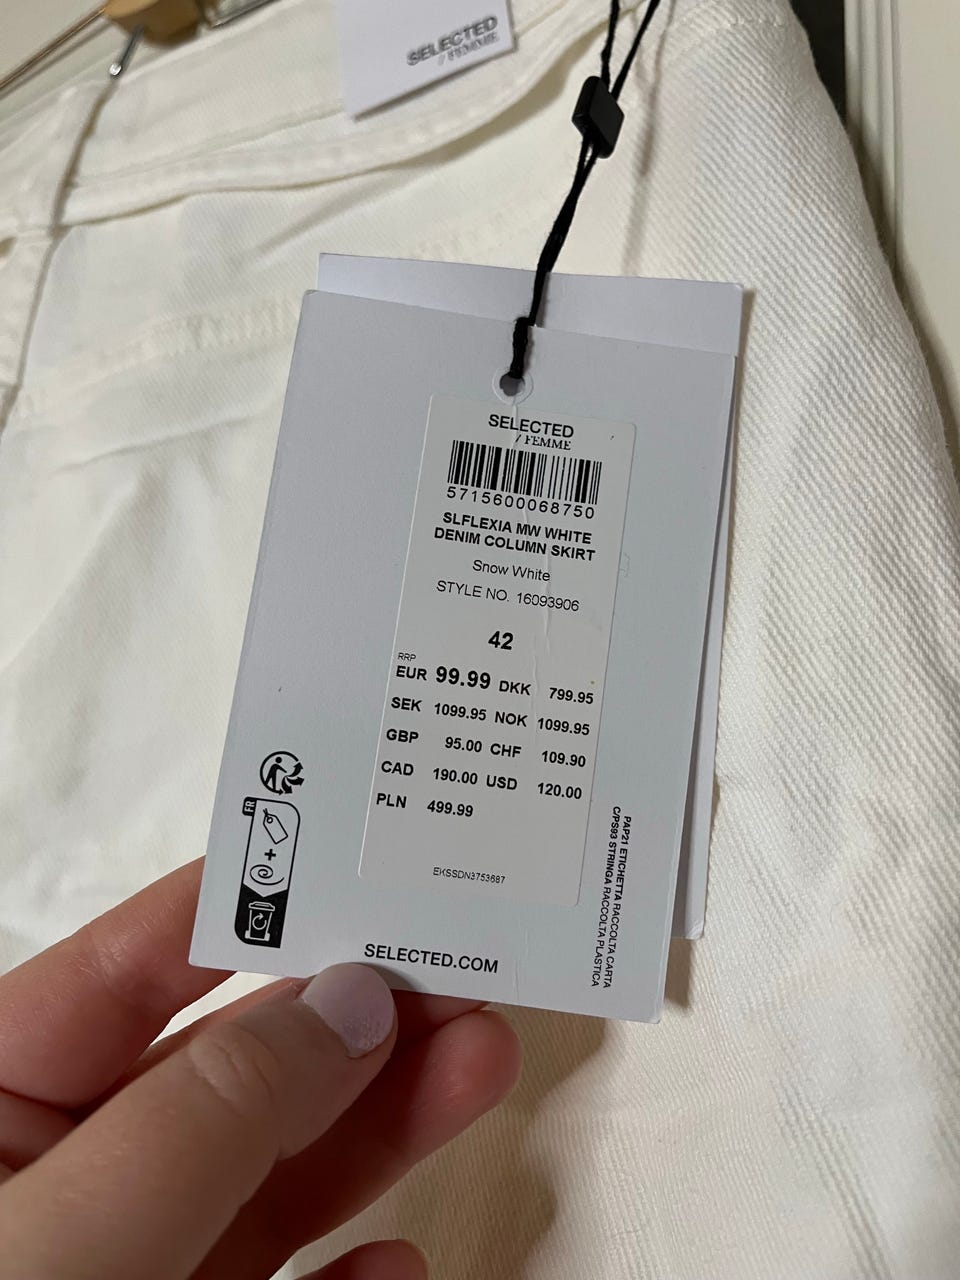 SELECTED
/ FEMME
SELECTED
/ FEMME
5715600068750
SLFLEXIA MW WHITE
DENIM COLUMN SKIRT
Snow White
STYLE NO. 16093906
42
RRP
EUR 99.99 DKK 799.95
SEK 1099.95 NOK 1099.95
GBP 95.00 CHF 109.90
CAD 190.00 USD 120.00
PLN 499.99
EKSSDN3753687
FR
+
SELECTED.COM
PAP21 ETICHETTA RACCOLTA CARTA
C/PS93 STRINGA RACCOLTA PLASTICA